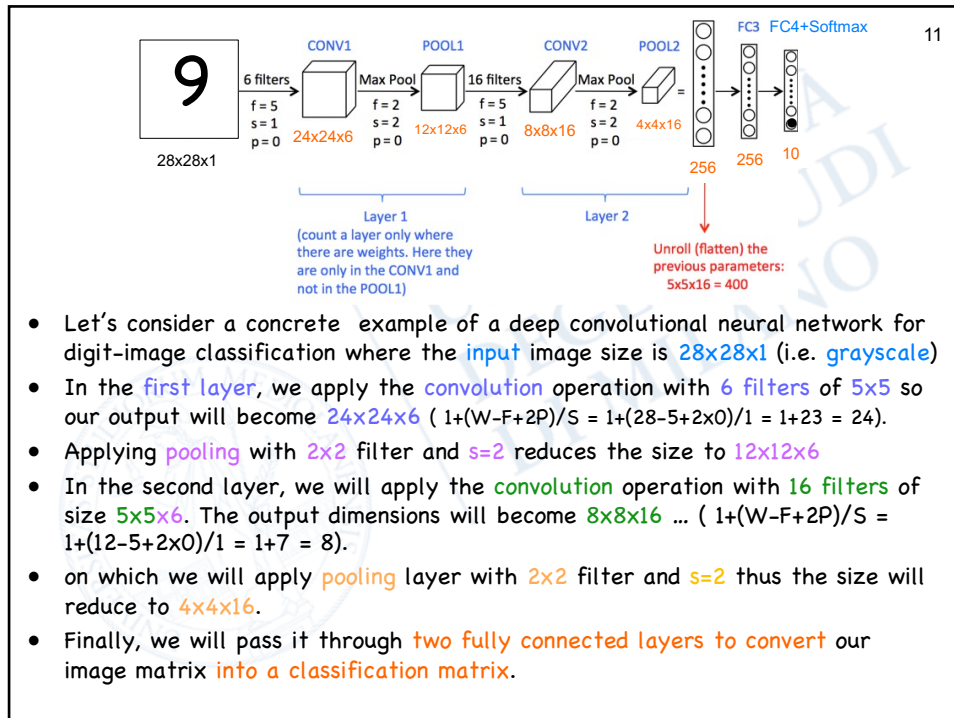 11
CONV1 POOL1 CONV2 POOL2 FC3 FC4+Softmax
9
6 filters
f = 5
s = 1
p = 0
Max Pool
f = 2
s = 2
p = 0
16 filters
f = 5
s = 1
p = 0
Max Pool
f = 2
s = 2
p = 0
=
28x28x1
24x24x6
12x12x6
8x8x16
4x4x16
256
256
10
Layer 1
(count a layer only where
there are weights. Here they
are only in the CONV1 and
not in the POOL1)
Layer 2
Unroll (flatten) the
previous parameters:
5x5x16 = 400
• Let's consider a concrete example of a deep convolutional neural network for
digit-image classification where the input image size is 28x28x1 (i.e. grayscale)
• In the first layer, we apply the convolution operation with 6 filters of 5x5 so
our output will become 24x24x6 ( 1+(W-F+2P)/S = 1+(28-5+2x0)/1 = 1+23 = 24).
• Applying pooling with 2x2 filter and s=2 reduces the size to 12x12x6
• In the second layer, we will apply the convolution operation with 16 filters of
size 5x5x6. The output dimensions will become 8x8x16 ... ( 1+(W-F+2P)/S =
1+(12-5+2x0)/1 = 1+7 = 8).
• on which we will apply pooling layer with 2x2 filter and s=2 thus the size will
reduce to 4x4x16.
• Finally, we will pass it through two fully connected layers to convert our
image matrix into a classification matrix.
DI MILANO